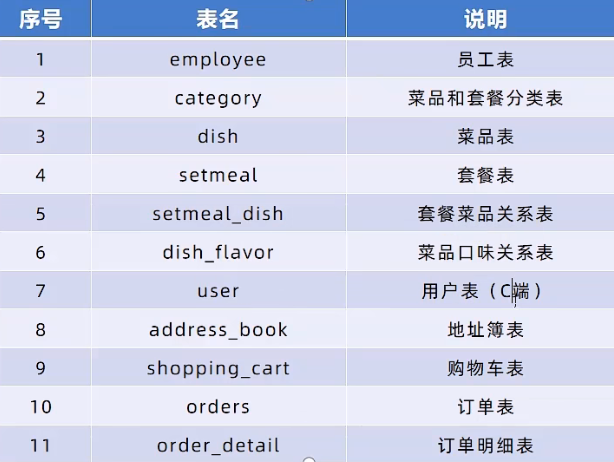 序号 表名 说明
1 employee 员工表
2 category 菜品和套餐分类表
3 dish 菜品表
4 setmeal 套餐表
5 setmeal_dish 套餐菜品关系表
6 dish_flavor 菜品口味关系表
7 user 用户表（C端）
8 address_book 地址簿表
9 shopping_cart 购物车表
10 orders 订单表
11 order_detail 订单明细表